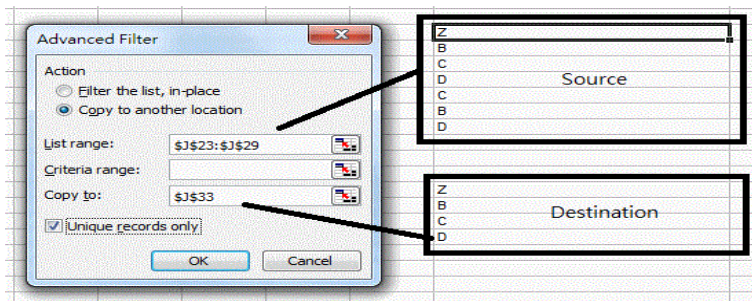 Advanced Filter
Action
Filter the list, in-place
Copy to another location
List range: $J$23:$J$29
Criteria range:
Copy to: $J$33
Unique records only
OK Cancel
Z
B
C
D
C
B
D
Source
Z
B
C
D
Destination